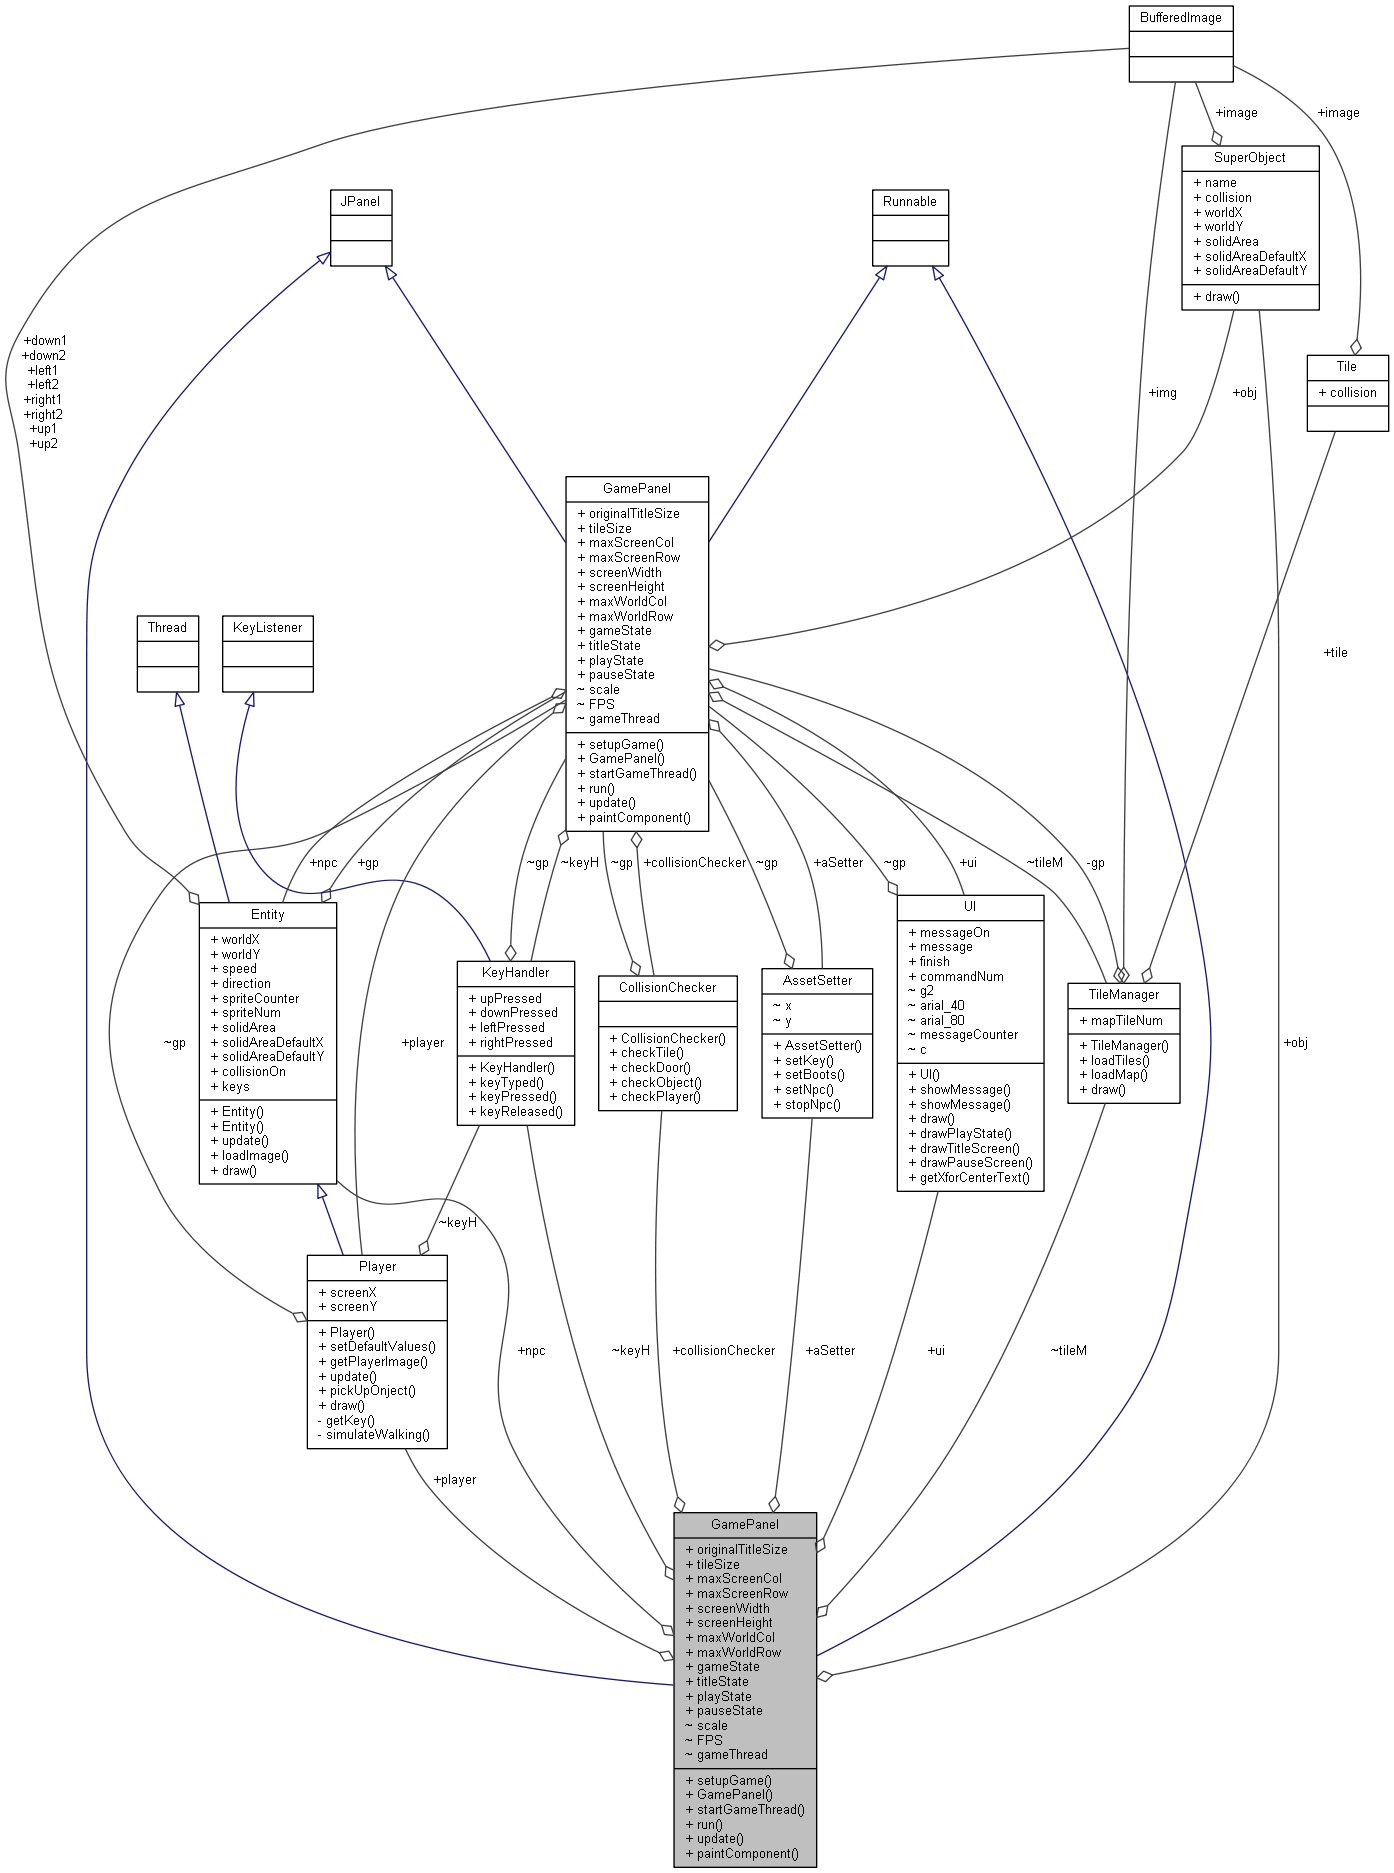 BufferedImage
+image
+image
SuperObject
+ name
+ collision
+ worldX
+ worldY
+ solidArea
+ solidAreaDefaultX
+ solidAreaDefaultY
+ draw()
JPanel
Runnable
+down1
+down2
+left1
+left2
+right1
+right2
+up1
+up2
+img
+obj
Tile
+ collision
GamePanel
+ originalTitleSize
+ tileSize
+ maxScreenCol
+ maxScreenRow
+ screenWidth
+ screenHeight
+ maxWorldCol
+ maxWorldRow
+ gameState
+ titleState
+ playState
+ pauseState
~ scale
~ FPS
~ gameThread
+ setupGame()
+ GamePanel()
+ startGameThread()
+ run()
+ update()
+ paintComponent()
Thread
KeyListener
+tile
+npc
+gp
~gp
~keyH
~gp
+collisionChecker
~gp
+aSetter
~gp
+ui
~tileM
-gp
Entity
+ worldX
+ worldY
+ speed
+ direction
+ spriteCounter
+ spriteNum
+ solidArea
+ solidAreaDefaultX
+ solidAreaDefaultY
+ collisionOn
+ keys
+ Entity()
+ Entity()
+ update()
+ loadImage()
+ draw()
KeyHandler
+ upPressed
+ downPressed
+ leftPressed
+ rightPressed
+ KeyHandler()
+ keyTyped()
+ keyPressed()
+ keyReleased()
CollisionChecker
+ CollisionChecker()
+ checkTile()
+ checkDoor()
+ checkObject()
+ checkPlayer()
AssetSetter
~ x
~ y
+ AssetSetter()
+ setKey()
+ setBoots()
+ setNpc()
+ stopNpc()
UI
+ messageOn
+ message
+ finish
+ commandNum
~ g2
~ arial_40
~ arial_80
~ messageCounter
~ c
+ UI()
+ showMessage()
+ showMessage()
+ draw()
+ drawPlayState()
+ drawTitleScreen()
+ drawPauseScreen()
+ getXforCenterText()
TileManager
+ mapTileNum
+ TileManager()
+ loadTiles()
+ loadMap()
+ draw()
~gp
+player
+obj
~keyH
Player
+ screenX
+ screenY
+ Player()
+ setDefaultValues()
+ getPlayerImage()
+ update()
+ pickUpOnject()
+ draw()
- getKey()
- simulateWalking()
+npc
~keyH
+collisionChecker
+aSetter
+ui
~tileM
+player
GamePanel
+ originalTitleSize
+ tileSize
+ maxScreenCol
+ maxScreenRow
+ screenWidth
+ screenHeight
+ maxWorldCol
+ maxWorldRow
+ gameState
+ titleState
+ playState
+ pauseState
~ scale
~ FPS
~ gameThread
+ setupGame()
+ GamePanel()
+ startGameThread()
+ run()
+ update()
+ paintComponent()